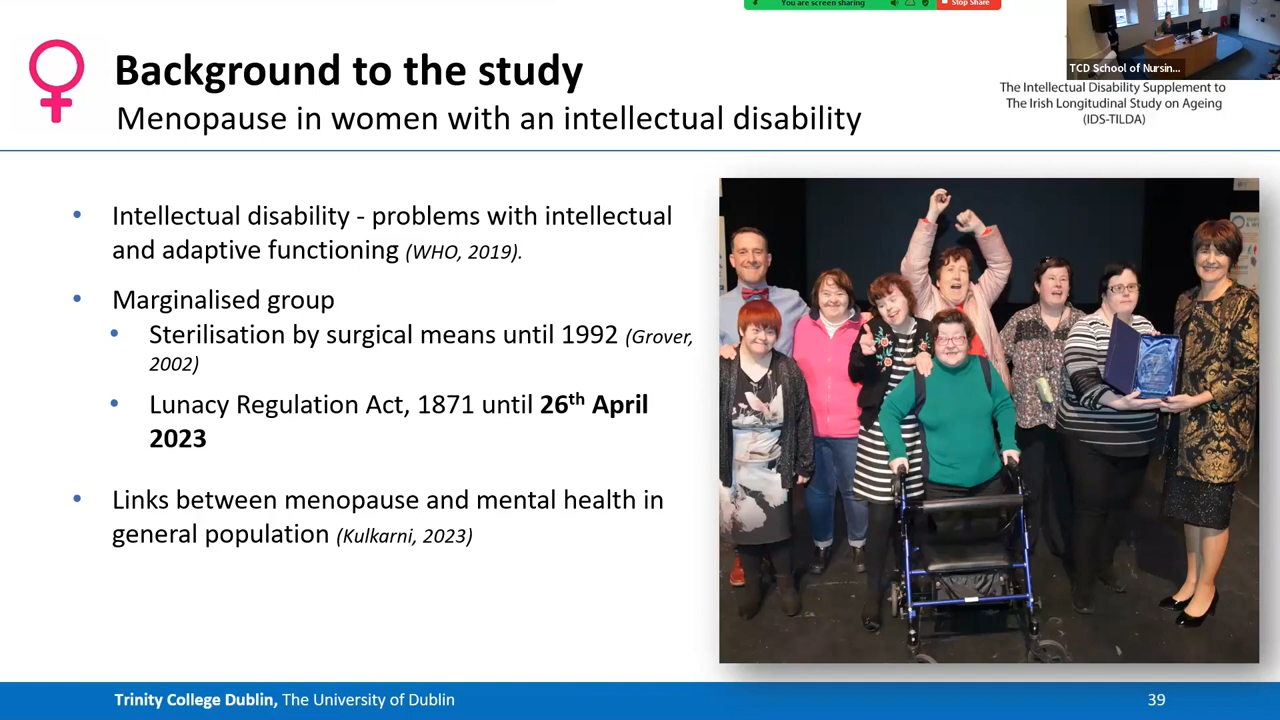 You are screen sharing
Stop Share
TCD School of Nursin...
Background to the study
Menopause in women with an intellectual disability
The Intellectual Disability Supplement to
The Irish Longitudinal Study on Ageing
(IDS-TILDA)
• Intellectual disability - problems with intellectual
and adaptive functioning (WHO, 2019).
• Marginalised group
• Sterilisation by surgical means until 1992 (Grover,
2002)
• Lunacy Regulation Act, 1871 until 26th April
2023
• Links between menopause and mental health in
general population (Kulkarni, 2023)
Trinity College Dublin, The University of Dublin
39